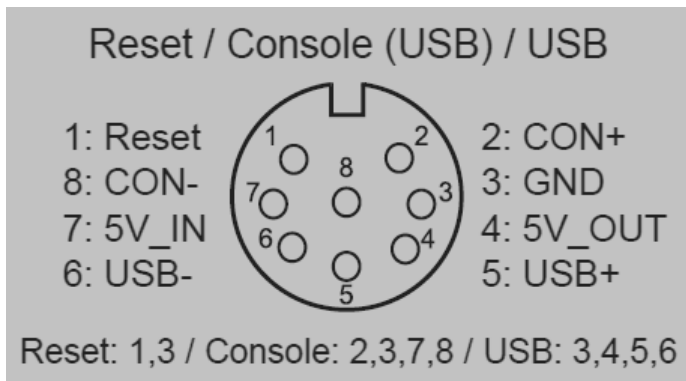 Reset / Console (USB) / USB
1: Reset
8: CON-
7: 5V_IN
6: USB-
1
2
8
7
3
6
4
5
2: CON+
3: GND
4: 5V_OUT
5: USB+
Reset: 1,3 / Console: 2,3,7,8 / USB: 3,4,5,6